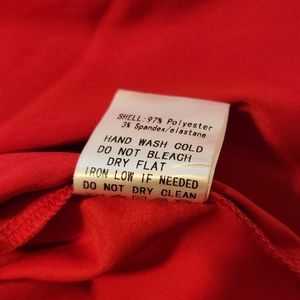 SHELL:97% Polyester
3% Spandex/elastane
HAND WASH COLD
DO NOT BLEACH
DRY FLAT
IRON LOW IF NEEDED
DO NOT DRY CLEAN